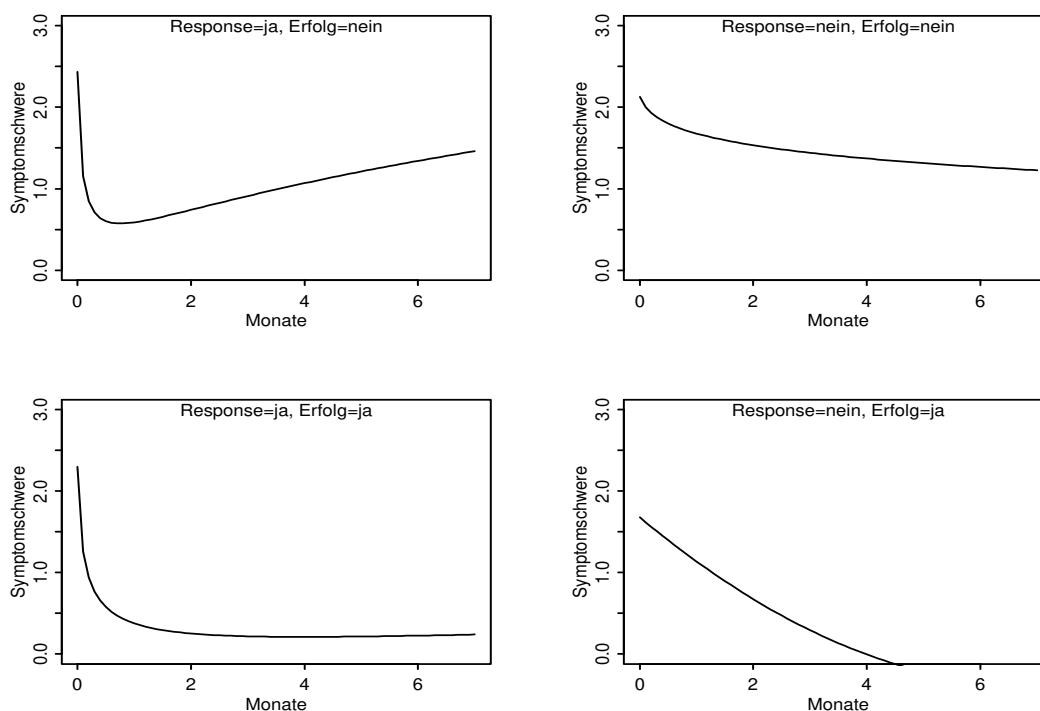 Response=ja, Erfolg=nein
Symptomschwere
3.0
2.0
1.0
0.0
0 2 4 6
Monate
Response=nein, Erfolg=nein
Symptomschwere
3.0
2.0
1.0
0.0
0 2 4 6
Monate
Response=ja, Erfolg=ja
Symptomschwere
3.0
2.0
1.0
0.0
0 2 4 6
Monate
Response=nein, Erfolg=ja
Symptomschwere
3.0
2.0
1.0
0.0
0 2 4 6
Monate